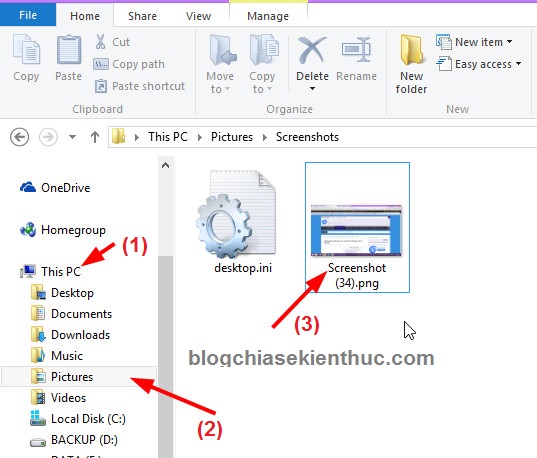 File Home Share View Manage
Copy
Paste
Cut
Copy path
Paste shortcut
Clipboard
Move to
Copy to
Delete
Rename
Organize
New folder
New item
Easy access
New
This PC Pictures Screenshots
OneDrive
Homegroup
(1)
This PC
Desktop
Documents
Downloads
Music
Pictures
Videos
Local Disk (C:)
BACKUP (D:)
(2)
desktop.ini
Screenshot
(34).png
(3)
blogchiasekienthuc.com